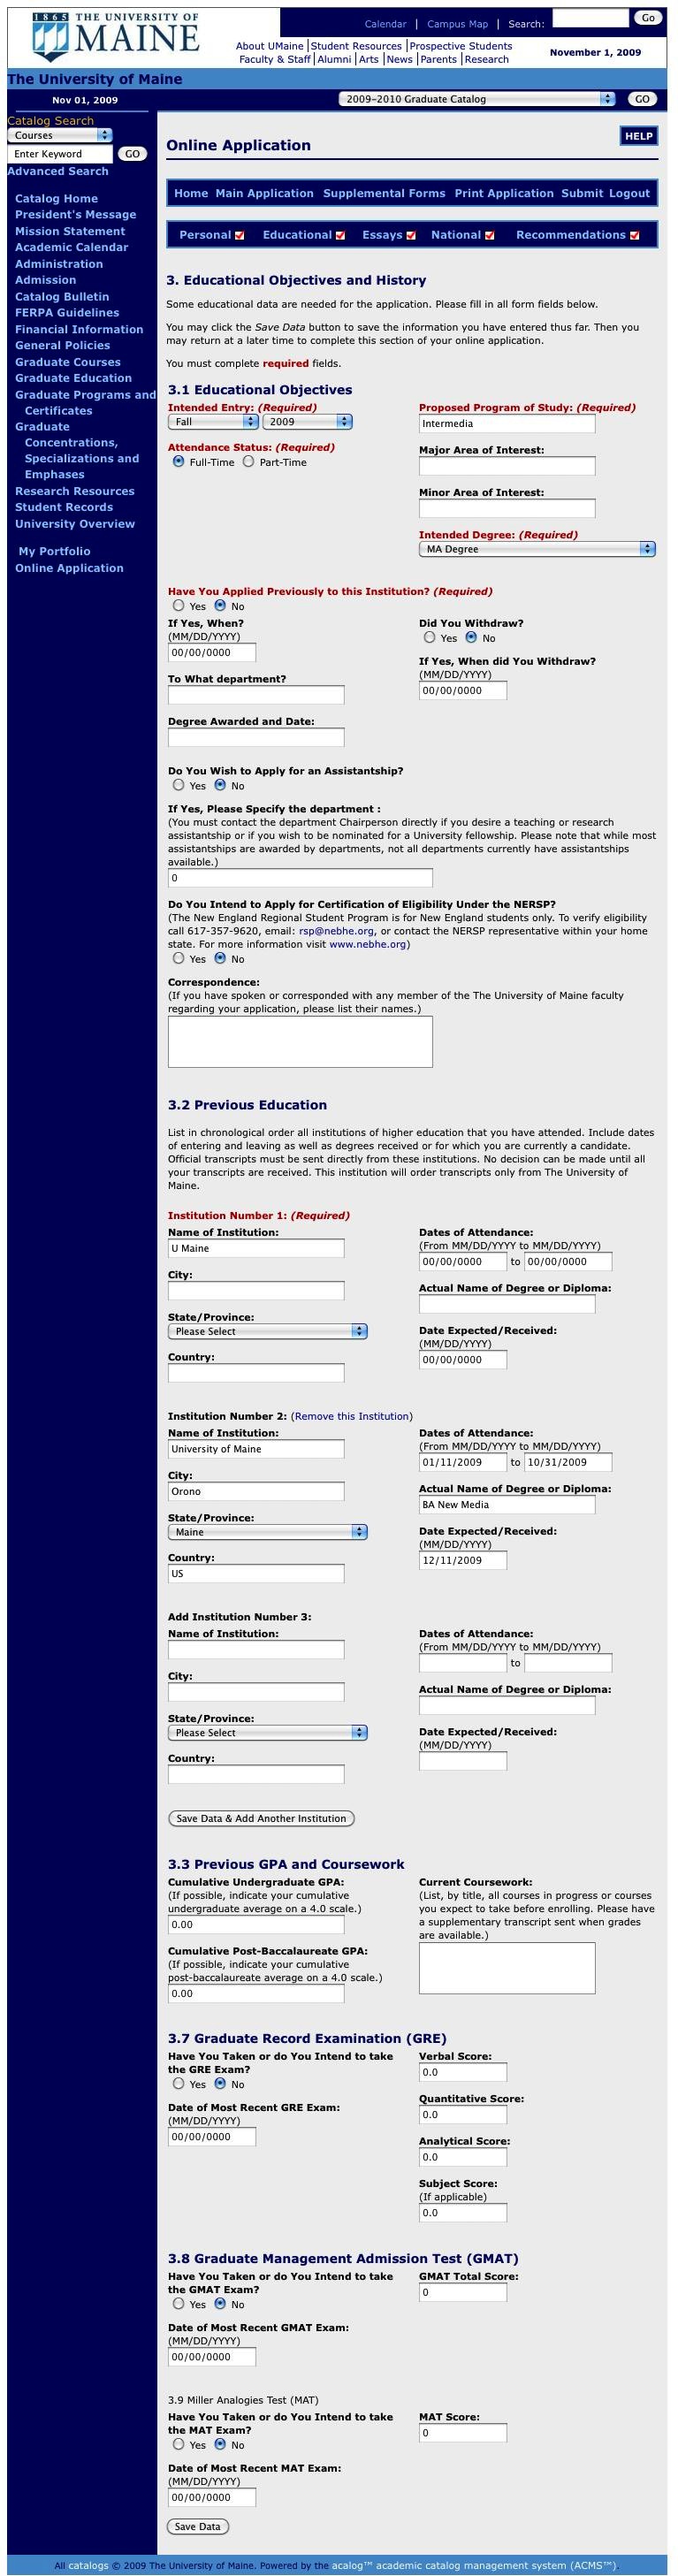 1865 THE UNIVERSITY OF
MAINE
Calendar | Campus Map | Search: Go
About UMaine | Student Resources | Prospective Students
Faculty & Staff | Alumni | Arts | News | Parents | Research
November 1, 2009
The University of Maine
Nov 01, 2009
2009-2010 Graduate Catalog GO
Catalog Search
Courses
Enter Keyword GO
Advanced Search
Catalog Home
President's Message
Mission Statement
Academic Calendar
Administration
Admission
Catalog Bulletin
FERPA Guidelines
Financial Information
General Policies
Graduate Courses
Graduate Education
Graduate Programs and
Certificates
Graduate
Concentrations,
Specializations and
Emphases
Research Resources
Student Records
University Overview
My Portfolio
Online Application
Online Application
HELP
Home Main Application Supplemental Forms Print Application Submit Logout
Personal Educational Essays National Recommendations
3. Educational Objectives and History
Some educational data are needed for the application. Please fill in all form fields below.
You may click the Save Data button to save the information you have entered thus far. Then you
may return at a later time to complete this section of your online application.
You must complete required fields.
3.1 Educational Objectives
Intended Entry: (Required)
Fall 2009
Attendance Status: (Required)
Full-Time Part-Time
Proposed Program of Study: (Required)
Intermedia
Major Area of Interest:
Minor Area of Interest:
Intended Degree: (Required)
MA Degree
Have You Applied Previously to this Institution? (Required)
Yes No
If Yes, When?
(MM/DD/YYYY)
00/00/0000
To What department?
Degree Awarded and Date:
Did You Withdraw?
Yes No
If Yes, When did You Withdraw?
(MM/DD/YYYY)
00/00/0000
Do You Wish to Apply for an Assistantship?
Yes No
If Yes, Please Specify the department :
(You must contact the department Chairperson directly if you desire a teaching or research
assistantship or if you wish to be nominated for a University fellowship. Please note that while most
assistantships are awarded by departments, not all departments currently have assistantships
available.)
0
Do You Intend to Apply for Certification of Eligibility Under the NERSP?
(The New England Regional Student Program is for New England students only. To verify eligibility
call 617-357-9620, email: rsp@nebhe.org, or contact the NERSP representative within your home
state. For more information visit www.nebhe.org)
Yes No
Correspondence:
(If you have spoken or corresponded with any member of the The University of Maine faculty
regarding your application, please list their names.)
3.2 Previous Education
List in chronological order all institutions of higher education that you have attended. Include dates
of entering and leaving as well as degrees received or for which you are currently a candidate.
Official transcripts must be sent directly from these institutions. No decision can be made until all
your transcripts are received. This institution will order transcripts only from The University of
Maine.
Institution Number 1: (Required)
Name of Institution:
U Maine
City:
State/Province:
Please Select
Country:
Dates of Attendance:
(From MM/DD/YYYY to MM/DD/YYYY)
00/00/0000 to 00/00/0000
Actual Name of Degree or Diploma:
Date Expected/Received:
(MM/DD/YYYY)
00/00/0000
Institution Number 2: (Remove this Institution)
Name of Institution:
University of Maine
City:
Orono
State/Province:
Maine
Country:
US
Dates of Attendance:
(From MM/DD/YYYY to MM/DD/YYYY)
01/11/2009 to 10/31/2009
Actual Name of Degree or Diploma:
BA New Media
Date Expected/Received:
(MM/DD/YYYY)
12/11/2009
Add Institution Number 3:
Name of Institution:
City:
State/Province:
Please Select
Country:
Dates of Attendance:
(From MM/DD/YYYY to MM/DD/YYYY)
to
Actual Name of Degree or Diploma:
Date Expected/Received:
(MM/DD/YYYY)
Save Data & Add Another Institution
3.3 Previous GPA and Coursework
Cumulative Undergraduate GPA:
(If possible, indicate your cumulative
undergraduate average on a 4.0 scale.)
0.00
Cumulative Post-Baccalaureate GPA:
(If possible, indicate your cumulative
post-baccalaureate average on a 4.0 scale.)
0.00
Current Coursework:
(List, by title, all courses in progress or courses
you expect to take before enrolling. Please have
a supplementary transcript sent when grades
are available.)
3.7 Graduate Record Examination (GRE)
Have You Taken or do You Intend to take
the GRE Exam?
Yes No
Date of Most Recent GRE Exam:
(MM/DD/YYYY)
00/00/0000
Verbal Score:
0.0
Quantitative Score:
0.0
Analytical Score:
0.0
Subject Score:
(If applicable)
0.0
3.8 Graduate Management Admission Test (GMAT)
Have You Taken or do You Intend to take
the GMAT Exam?
Yes No
Date of Most Recent GMAT Exam:
(MM/DD/YYYY)
00/00/0000
GMAT Total Score:
0
3.9 Miller Analogies Test (MAT)
Have You Taken or do You Intend to take
the MAT Exam?
Yes No
Date of Most Recent MAT Exam:
(MM/DD/YYYY)
00/00/0000
MAT Score:
0
Save Data
All catalogs © 2009 The University of Maine. Powered by the acalog™ academic catalog management system (ACMS™).